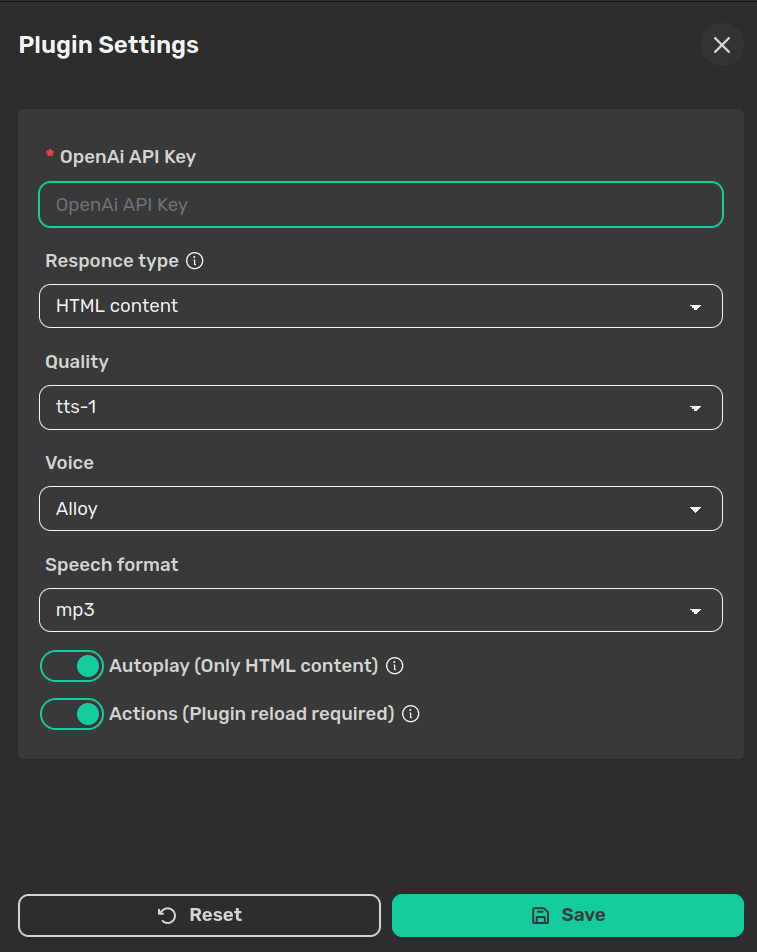 Plugin Settings
* OpenAi API Key
OpenAi API Key
Responce type
HTML content
Quality
tts-1
Voice
Alloy
Speech format
mp3
Autoplay (Only HTML content)
Actions (Plugin reload required)
Reset
Save